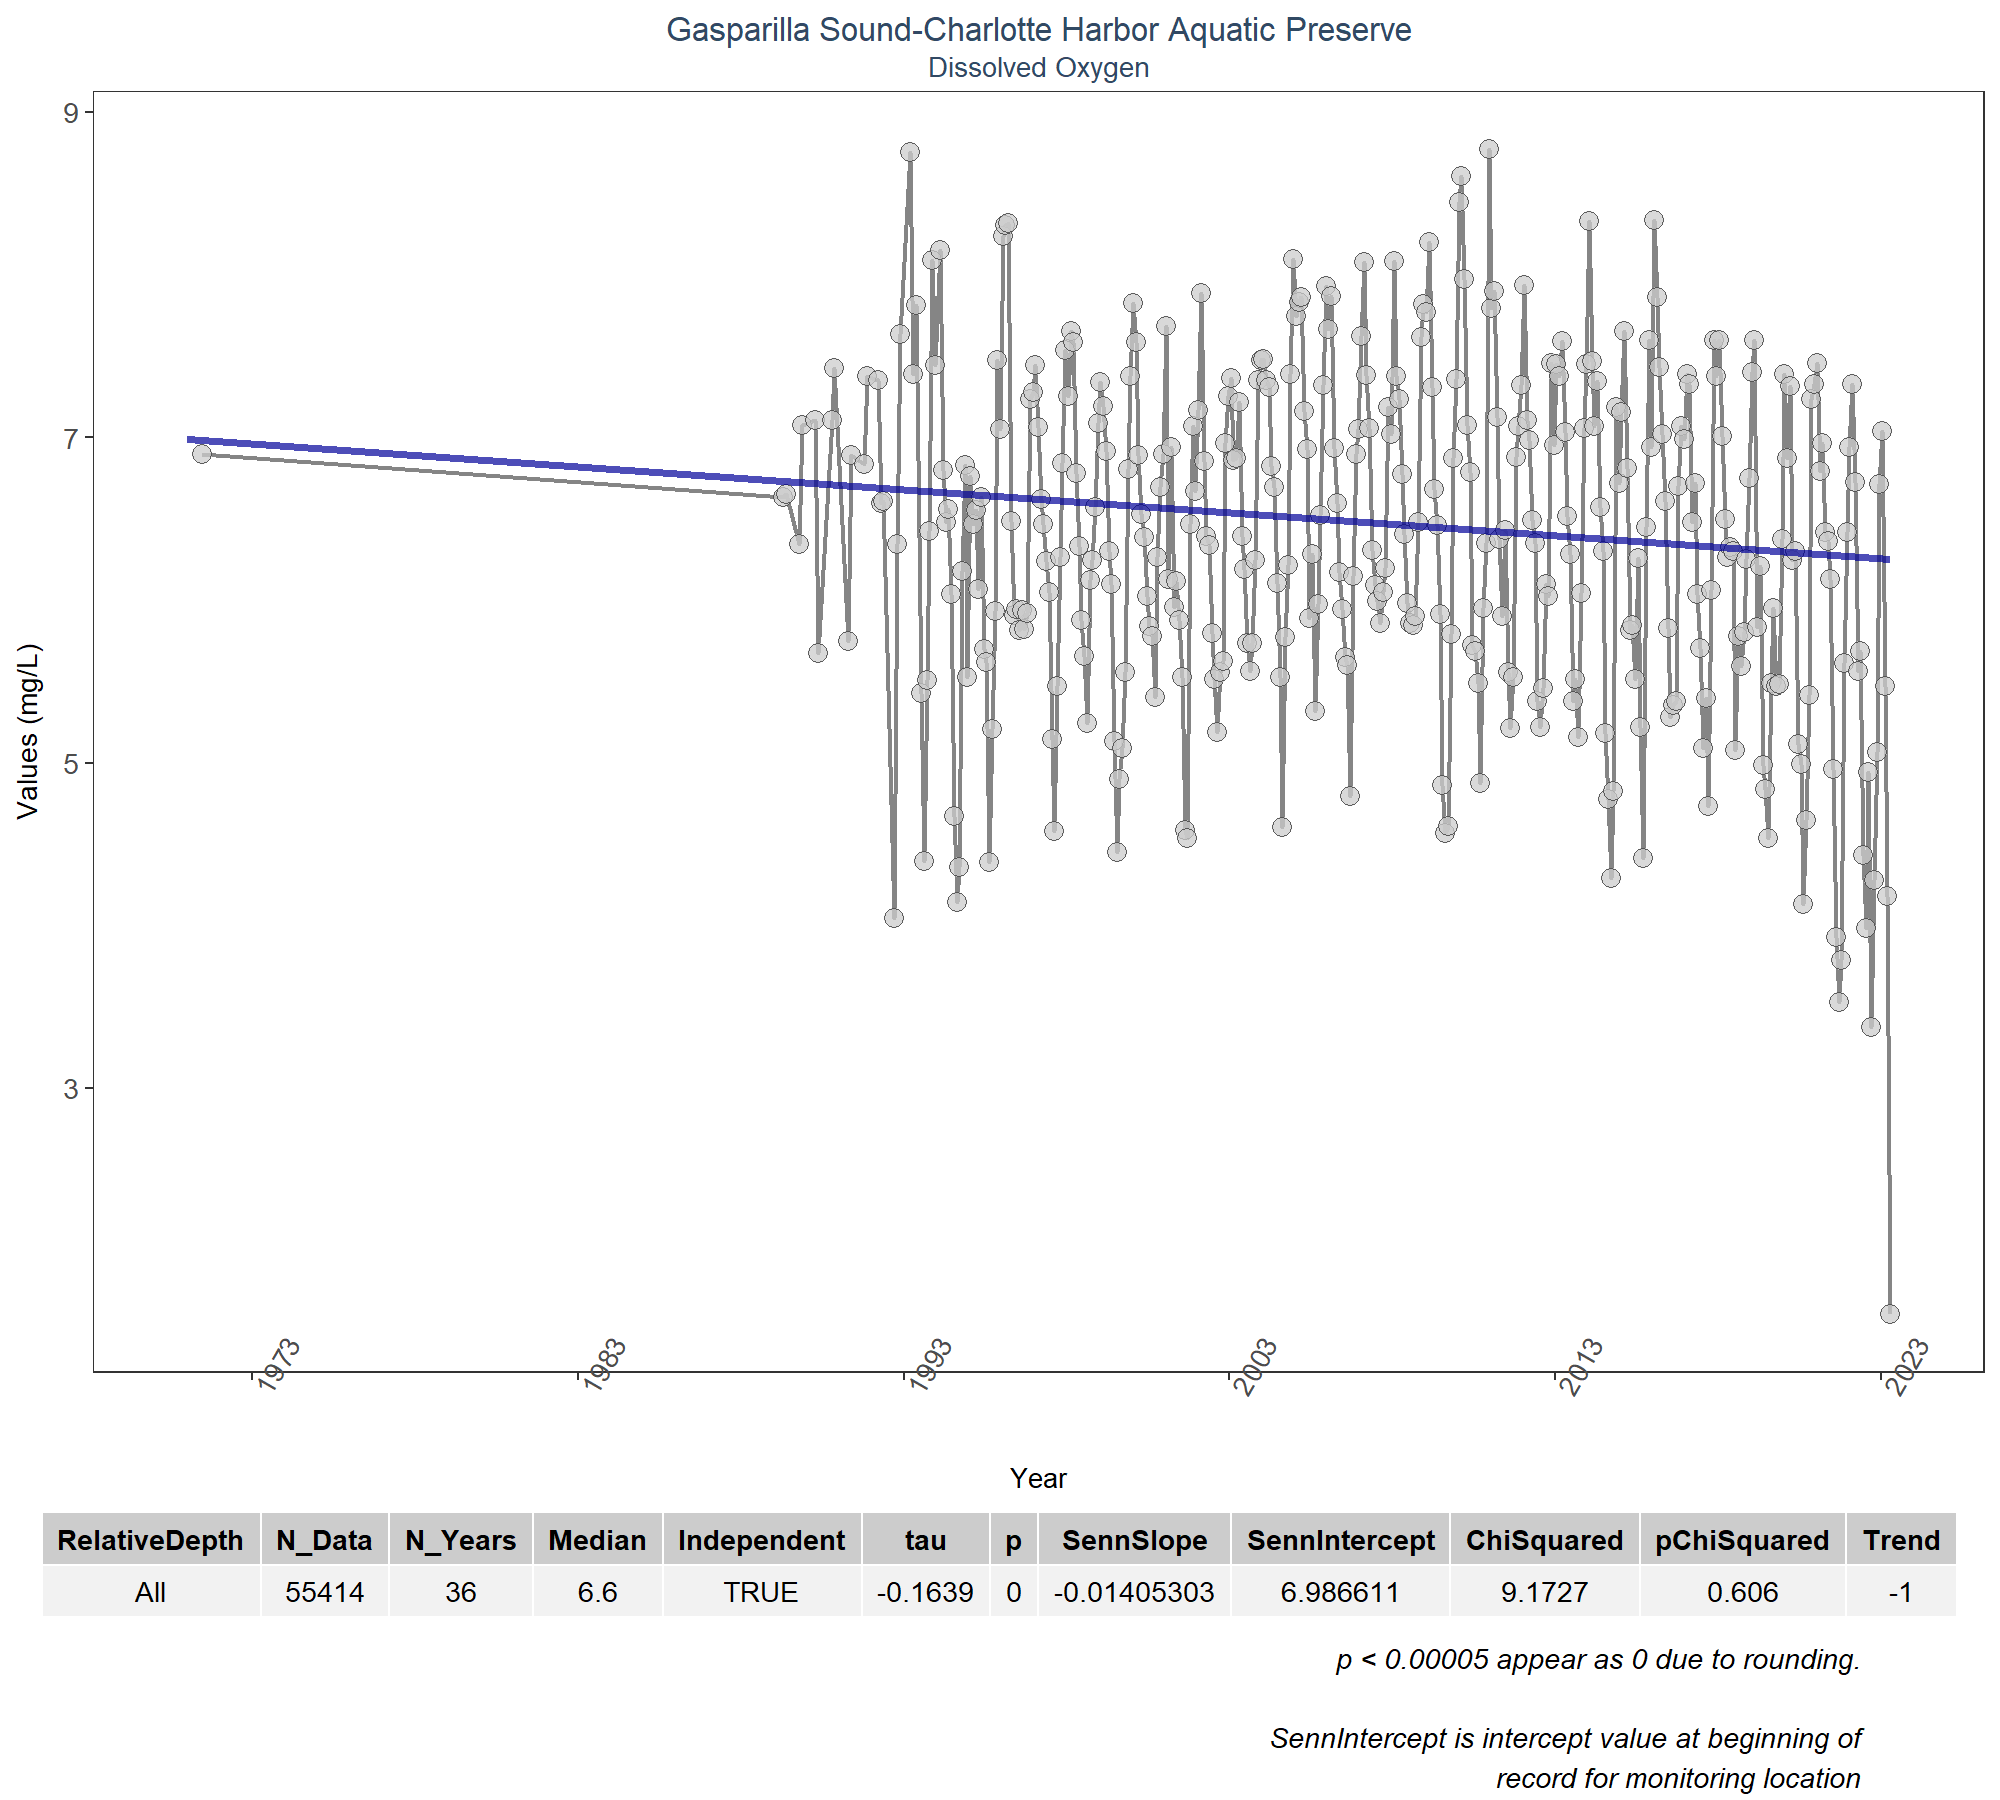 Gasparilla Sound-Charlotte Harbor Aquatic Preserve
Dissolved Oxygen
9
7
5
3
Values (mg/L)
1973
1983
1993
2003
2013
2023
Year
RelativeDepth N_Data N_Years Median Independent tau p SennSlope SennIntercept ChiSquared pChiSquared Trend
All 55414 36 6.6 TRUE -0.1639 0 -0.01405303 6.986611 9.1727 0.606 -1
p < 0.00005 appear as 0 due to rounding.
SennIntercept is intercept value at beginning of
record for monitoring location